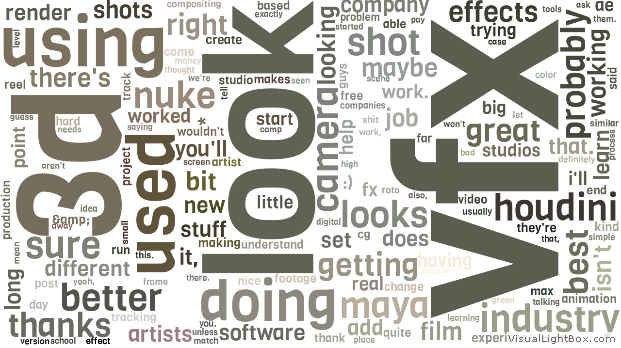 render shots
compositing
right
based
exactly
company
problem
able
pay
started
effects
tools
ask ae
them.
trying
case
probably
working
said
level
using
there's
reel
come
money
thought
create
we're
look
looking
guys
shot
scene
maybe
vfx
color
similar
process
track
nuke
studio makes seen
tell
free
companies
work.
big
let
guess
hard
needs
3d
worked
saying
*
wouldn't
start
comp
camera
help
shit
work,
job
won't
great
far
bad
studios
that.
definitely
learn
point
aren't
project
used
you'll
screen artist
high
i'll
production
idea
&amp;
away
bit
new
little
:)
fx roto
also,
video
usually
end
houdini
small
stuff
digital
looks
they're
that,
kind
simple
sure
run this.
making
it,
understand
set cg does
best
isn't
mean
long
different
there.
getting
having
couple
post yeah, frame
nice footage
real change
max
talking
animation
day
better
doing
maya
green
tracking
learning
industry
thanks
artists
you.
unless
match
software
add quite
film
thank place
version school effect
experi
VisualLightBox.com